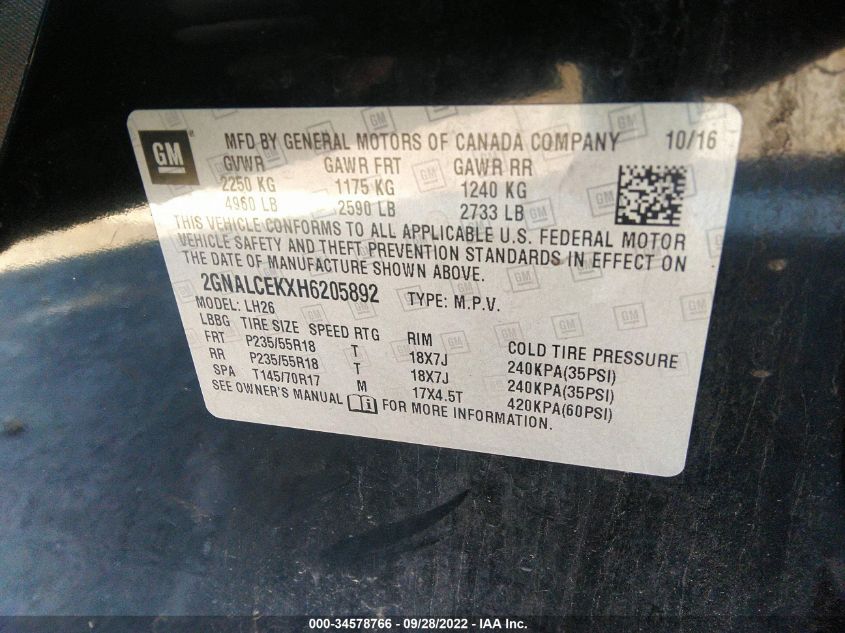 GM
MFD BY GENERAL MOTORS OF CANADA COMPANY 10/16
GVWR GAWR FRT GAWR RR
2250 KG 1175 KG 1240 KG
4960 LB 2590 LB 2733 LB
THIS VEHICLE CONFORMS TO ALL APPLICABLE U.S. FEDERAL MOTOR
VEHICLE SAFETY AND THEFT PREVENTION STANDARDS IN EFFECT ON
THE DATE OF MANUFACTURE SHOWN ABOVE.
2GNALCEKXH6205892 TYPE: M.P.V.
MODEL: LH26
LBBG TIRE SIZE SPEED RTG RIM COLD TIRE PRESSURE
FRT P235/55R18 T 18X7J 240KPA(35PSI)
RR P235/55R18 T 18X7J 240KPA(35PSI)
SPA T145/70R17 M 17X4.5T 420KPA(60PSI)
SEE OWNER'S MANUAL FOR MORE INFORMATION.
000-34578766 - 09/28/2022 - IAA Inc.